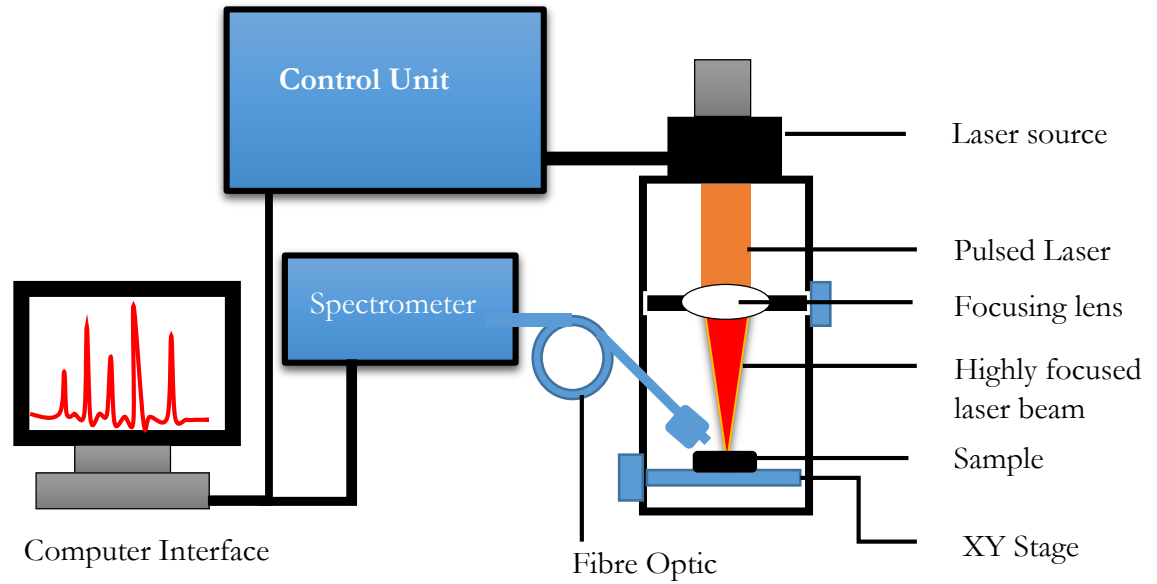 Control Unit
Laser source
Pulsed Laser
Spectrometer
Focusing lens
Highly focused
laser beam
Sample
XY Stage
Computer Interface
Fibre Optic